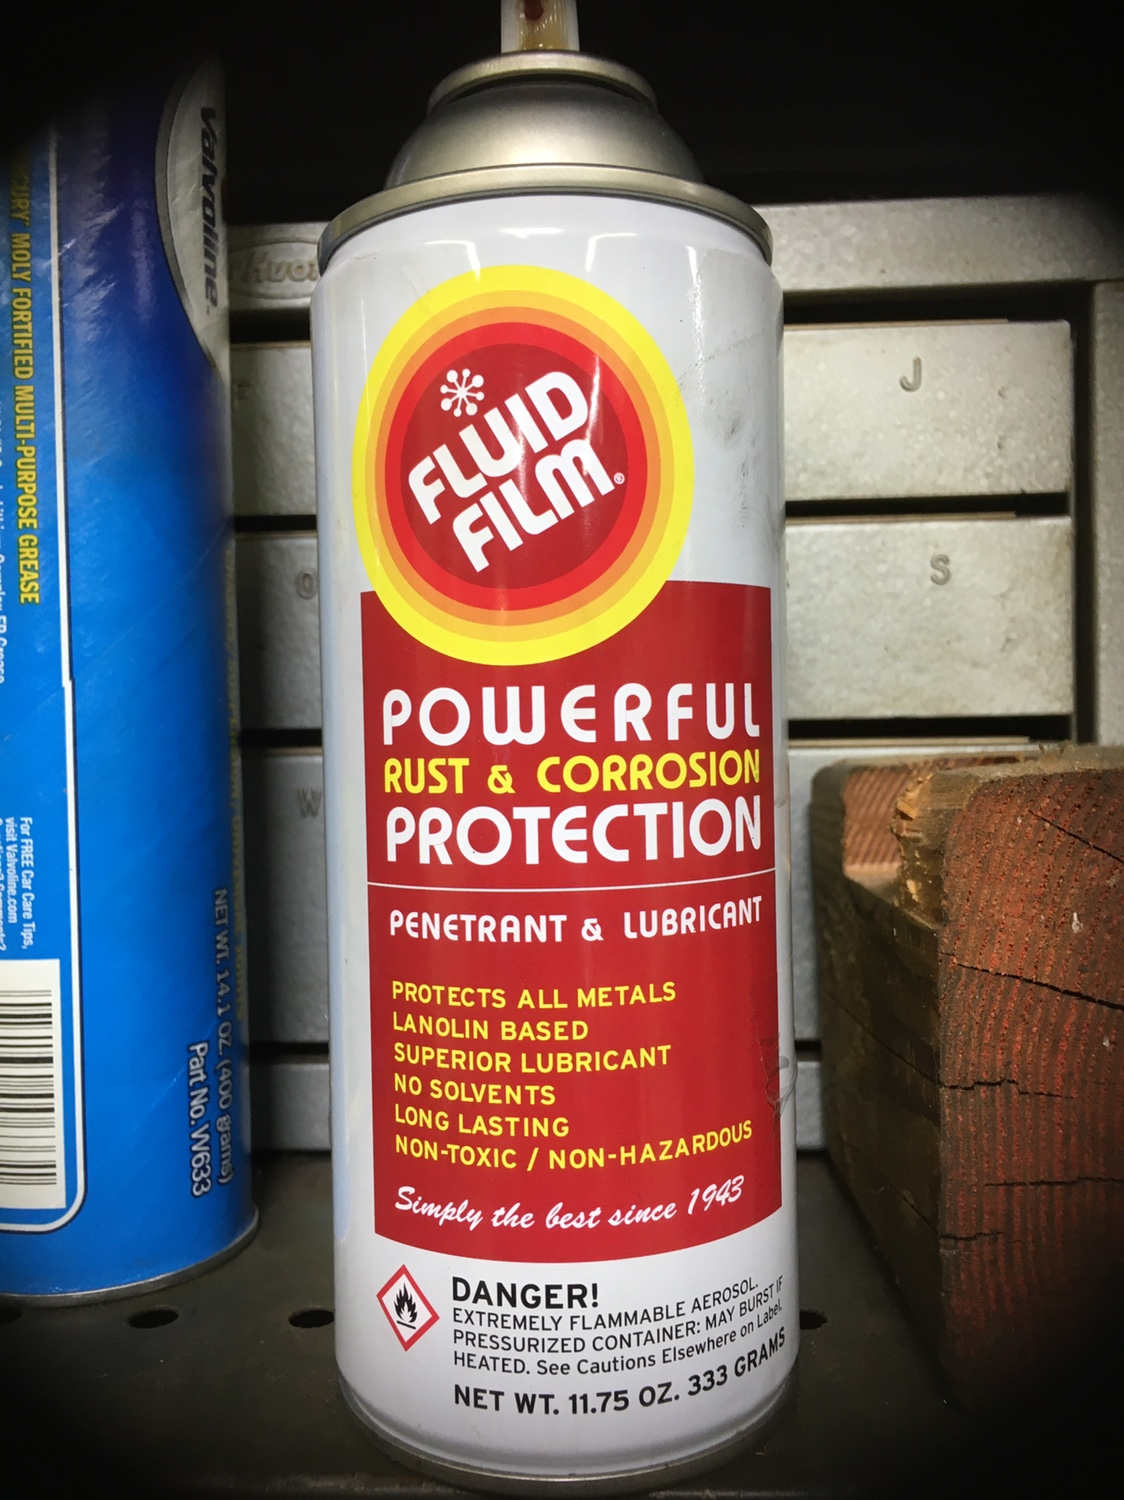 Valvoline
MOLY FORTIFIED MULTI-PURPOSE GREASE
For FREE Car Care Tips,
visit Valvoline.com
NET WT. 14.1 OZ. (400 grams)
Part No. W633
FLUID
FILM®
POWERFUL
RUST & CORROSION
PROTECTION
PENETRANT & LUBRICANT
PROTECTS ALL METALS
LANOLIN BASED
SUPERIOR LUBRICANT
NO SOLVENTS
LONG LASTING
NON-TOXIC / NON-HAZARDOUS
Simply the best since 1943
DANGER!
EXTREMELY FLAMMABLE AEROSOL.
PRESSURIZED CONTAINER: MAY BURST IF
HEATED. See Cautions Elsewhere on Label.
NET WT. 11.75 OZ. 333 GRAMS
J
S
O
W